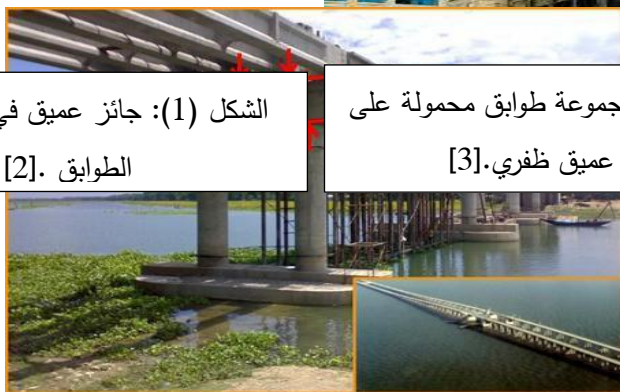 الشكل (1): جائز عميق في
الطوابق .[2]
جموعة طوابق محمولة على
عميق ظفري.[3]